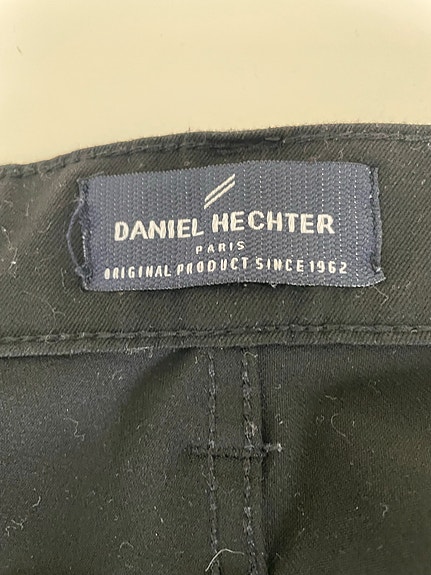 DANIEL HECHTER
PARIS
ORIGINAL PRODUCT SINCE 1962